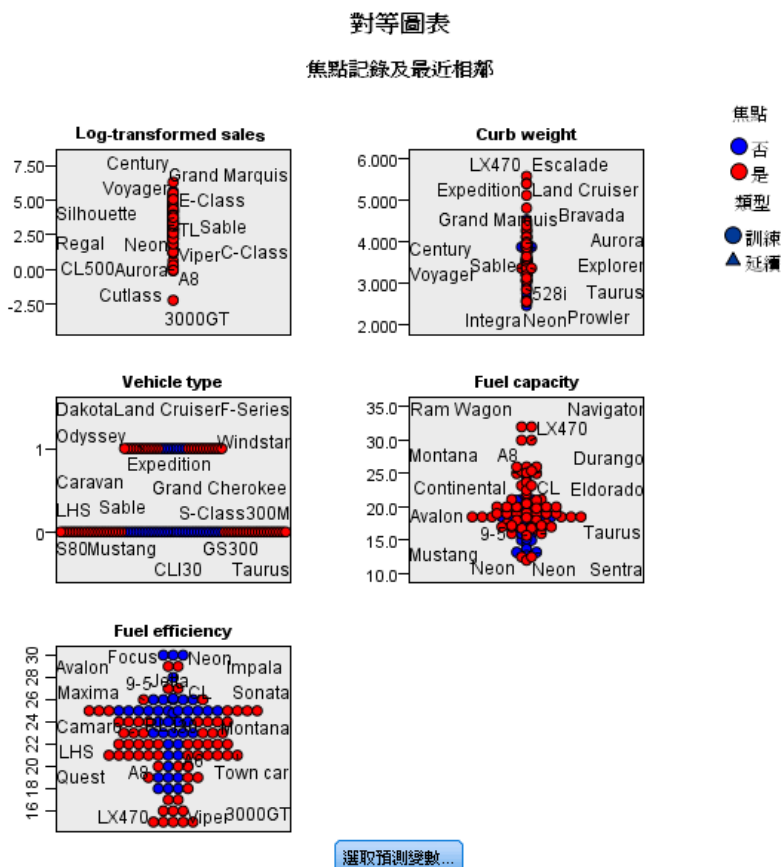 對等圖表
焦點記錄及最近相鄰
焦點
否
是
類型
訓練
延續
Log-transformed sales
7.50
5.00
2.50
0.00
-2.50
Century
Grand Marquis
Voyager
E-Class
Silhouette
TL
Sable
Regal
Neon
Viper
C-Class
CL500
Aurora
A8
Cutlass
3000GT
Curb weight
6.000
5.000
4.000
3.000
2.000
LX470
Escalade
Expedition
Land Cruiser
Grand Marquis
Bravada
Aurora
Century
Sable
Explorer
Voyager
528i
Taurus
Integra
Neon
Prowler
Vehicle type
1
0
Dakota
Land Cruiser
F-Series
Odyssey
Windstar
Expedition
Caravan
Grand Cherokee
LHS
Sable
S-Class
300M
S80
Mustang
GS300
CLI30
Taurus
Fuel capacity
35.0
30.0
25.0
20.0
15.0
10.0
Ram Wagon
Navigator
LX470
Montana
A8
Durango
Continental
CL
Eldorado
Avalon
9-5
Taurus
Mustang
Neon
Neon
Sentra
Fuel efficiency
30
28
26
24
22
20
18
16
Focus
Neon
Avalon
Impala
9-5
Jetta
Maxima
CL
Sonata
Montana
LHS
A6
Quest
A8
Town car
LX470
Viper
3000GT
選取預測變數...